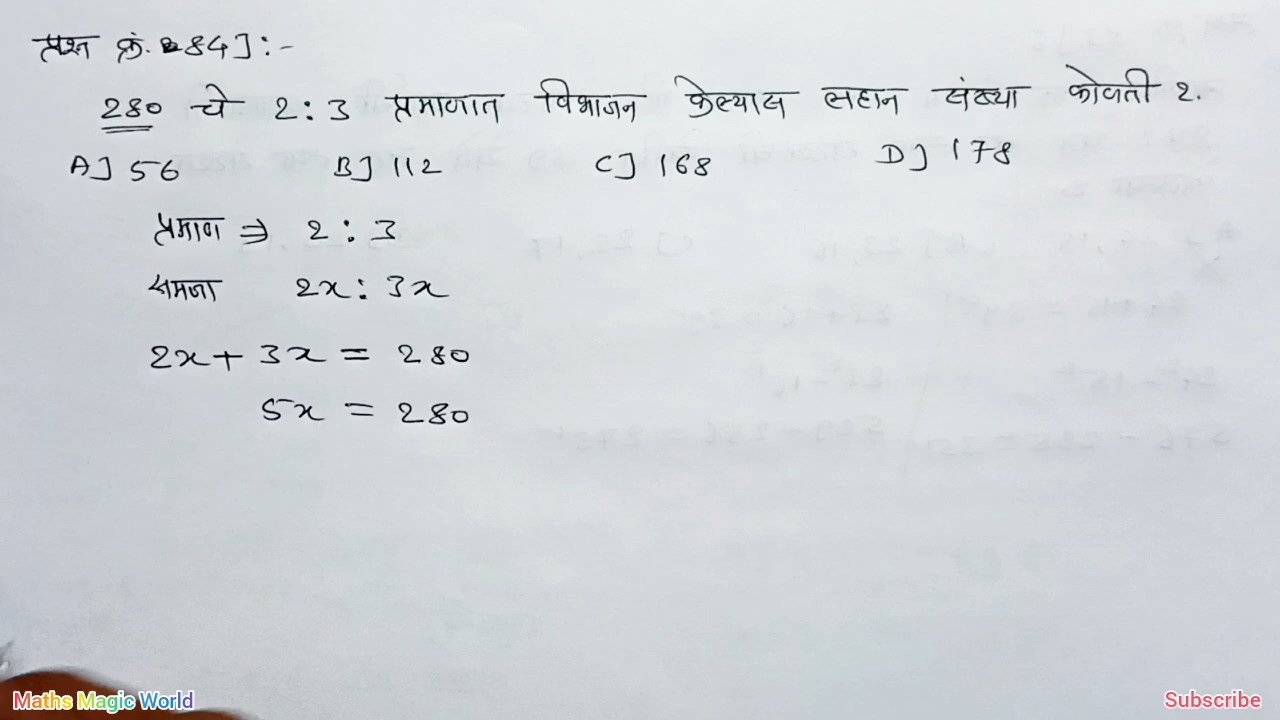 प्रश्न क्रं. 284]:-
280 चे 2:3 प्रमाणात विभाजन केल्यास लहान संख्या कोणती ?.
A] 56 B] 112 C] 168 D] 178
प्रमाण ⇒ 2:3
समजा 2x : 3x
2x + 3x = 280
5x = 280
Maths Magic World
Subscribe